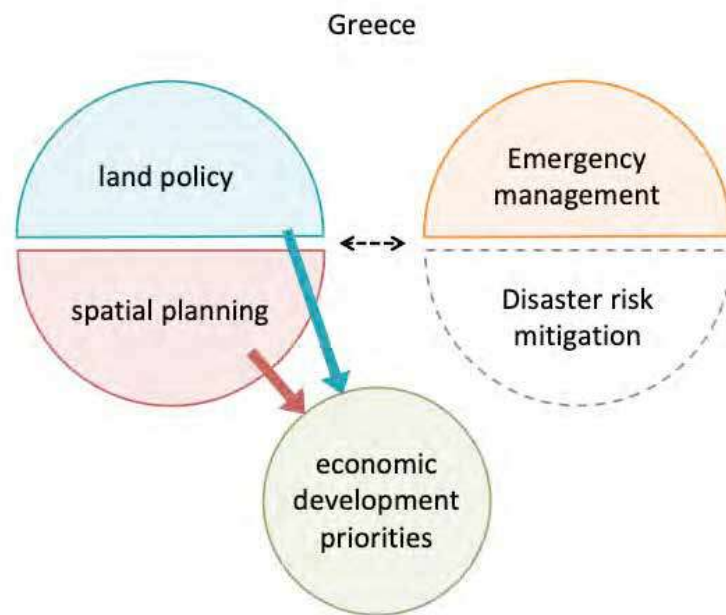 Greece
land policy
spatial planning
Emergency
management
Disaster risk
mitigation
economic
development
priorities